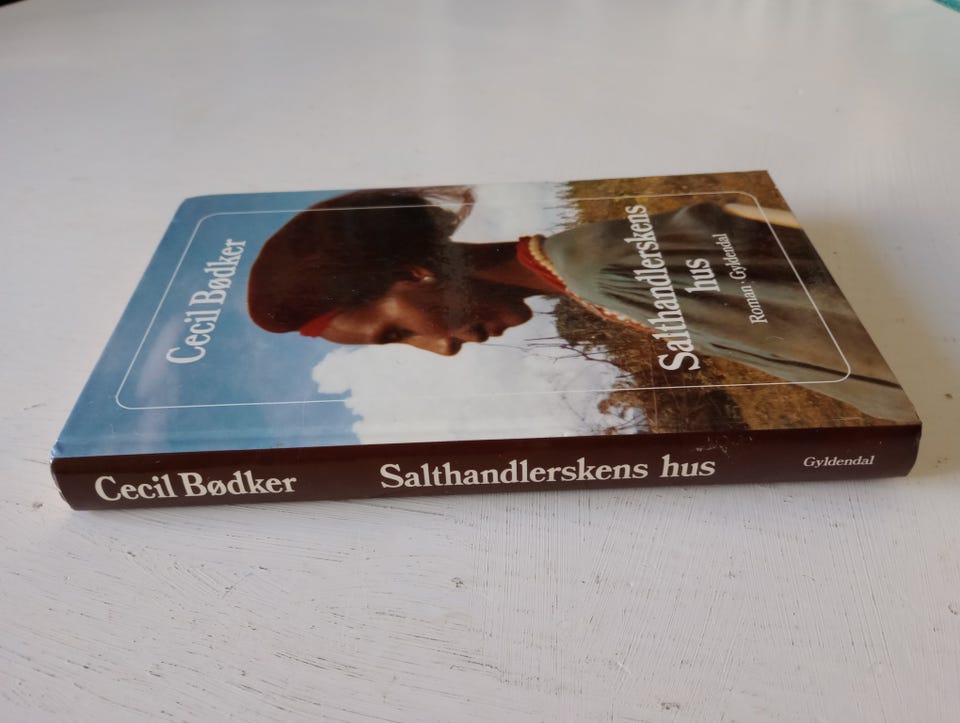 Cecil Bødker
Salthandlerskens
hus
Roman · Gyldendal
Cecil Bødker Salthandlerskens hus Gyldendal